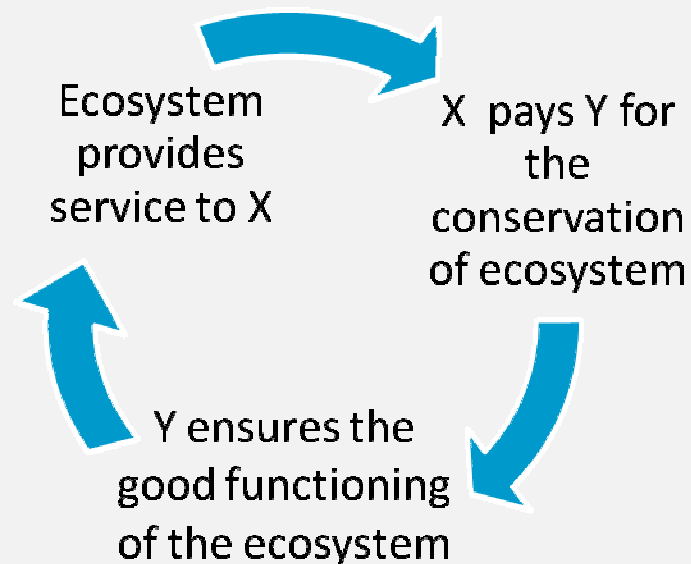 Ecosystem
provides
service to X
X pays Y for
the
conservation
of ecosystem
Y ensures the
good functioning
of the ecosystem